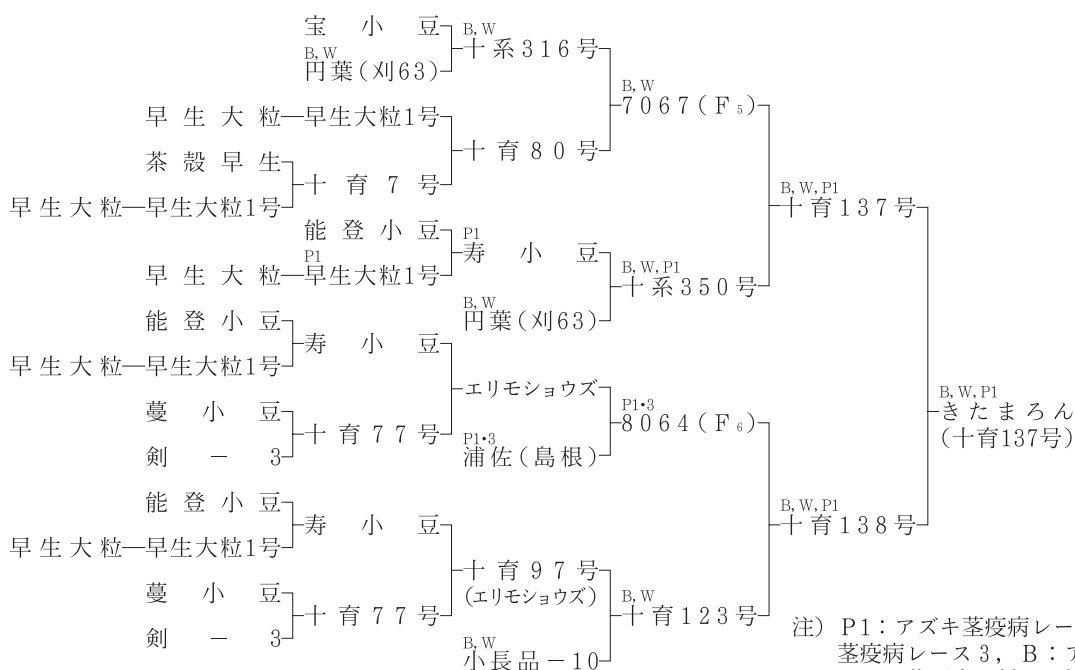 宝小豆
B, W
十系316号
B, W
円葉(刈63)
B, W
7067(F₅)
早生大粒 早生大粒1号
十育80号
茶殻早生
十育7号
早生大粒 早生大粒1号
B, W, P1
十育137号
能登小豆
P1
寿小豆
P1
早生大粒 早生大粒1号
B, W, P1
十系350号
B, W
円葉(刈63)
能登小豆
寿小豆
早生大粒 早生大粒1号
エリモショウズ
蔓小豆
十育77号
剣-3
P1・3
8064(F₆)
P1・3
浦佐(島根)
B, W, P1
きたまろん
(十育137号)
能登小豆
寿小豆
早生大粒 早生大粒1号
B, W, P1
十育138号
十育97号
(エリモショウズ)
蔓小豆
十育77号
剣-3
B, W
十育123号
B, W
小長品-10
注) P1:アズキ茎疫病レー
茎疫病レース3, B: